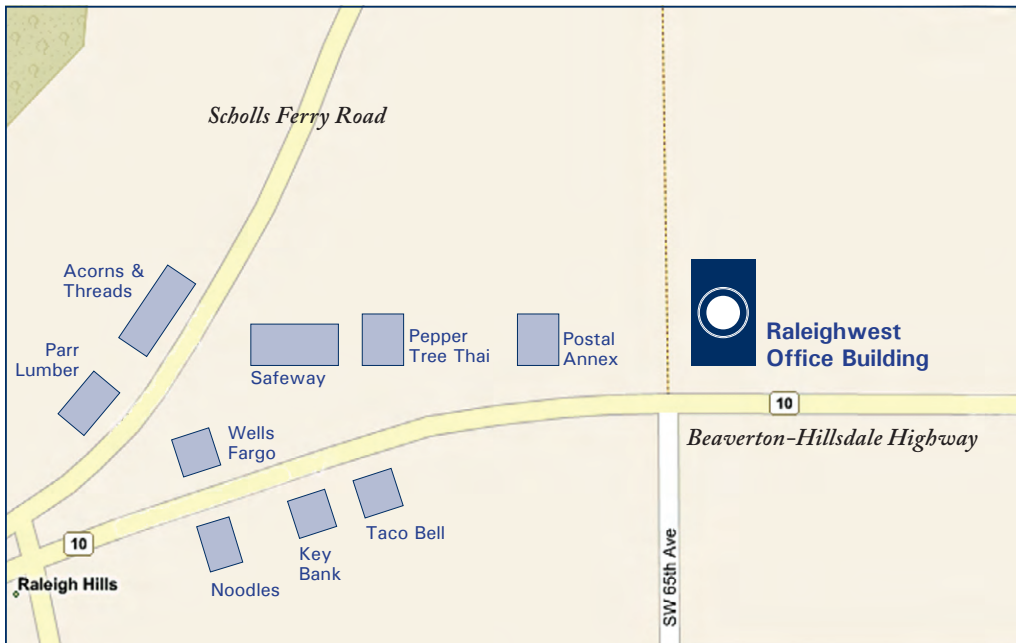 Scholls Ferry Road
Acorns &
Threads
Parr
Lumber
Safeway
Pepper
Tree Thai
Postal
Annex
Raleighwest
Office Building
10
Beaverton-Hillsdale Highway
Wells
Fargo
Taco Bell
Key
Bank
Noodles
10
Raleigh Hills
SW 65th Ave